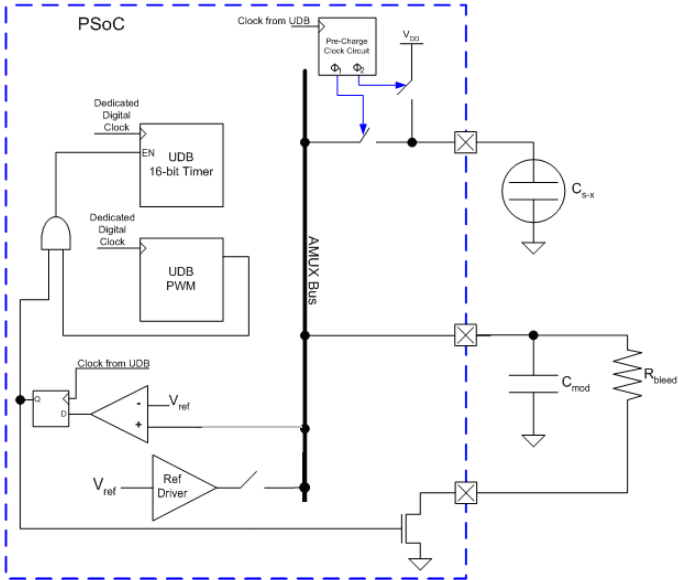 PSoC
Clock from UDB
Pre-Charge
Clock Circuit
Φ1 Φ2
VDD
Dedicated
Digital
Clock
EN
UDB
16-bit Timer
Cs-x
Dedicated
Digital
Clock
UDB
PWM
AMUX Bus
Clock from UDB
Q
D
-
Vref
+
Cmod
Rbleed
Vref
Ref
Driver